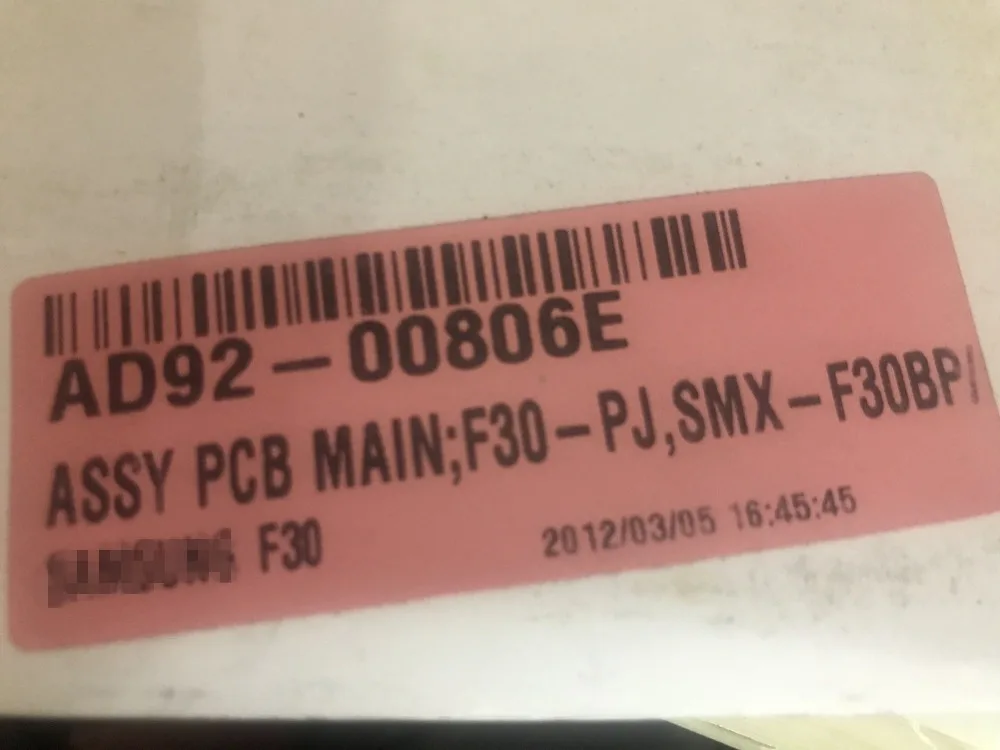 AD92-00806E
ASSY PCB MAIN;F30-PJ,SMX-F30BP/
F30 2012/03/05 16:45:45